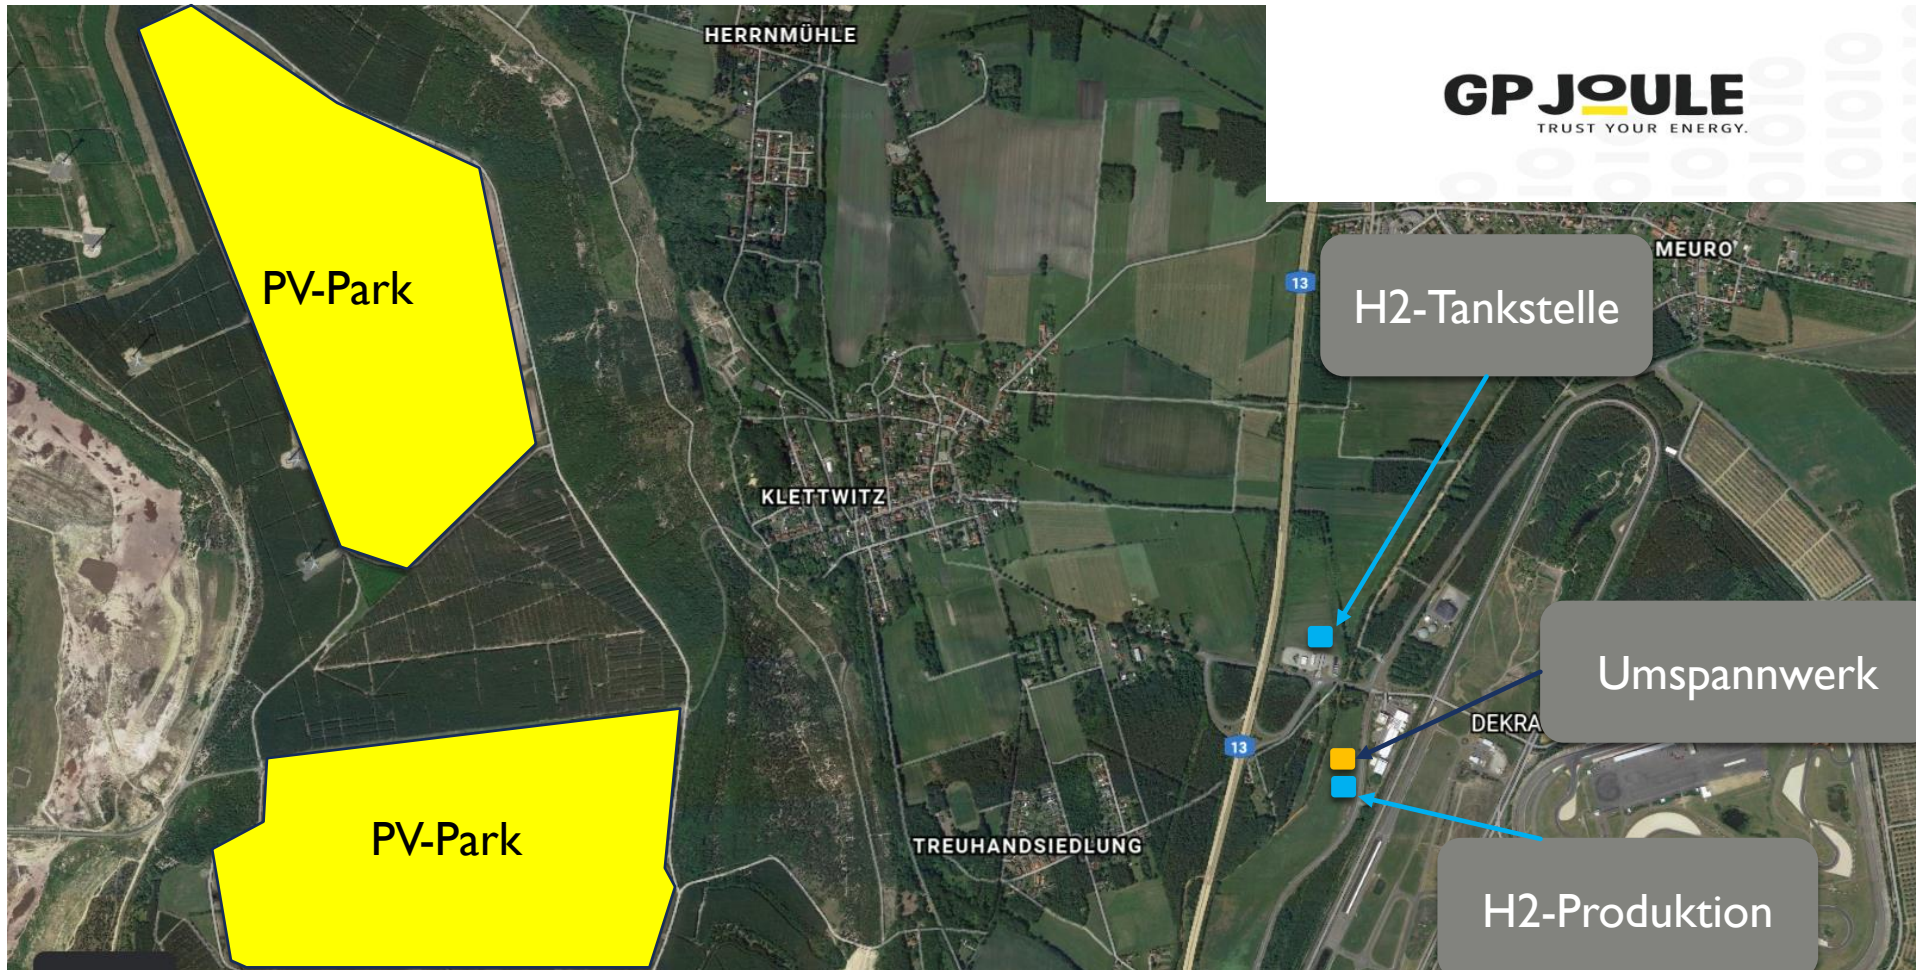 HERRNMÜHLE
GP JOULE
TRUST YOUR ENERGY.
MEURO
13
PV-Park
H2-Tankstelle
KLETTWITZ
Umspannwerk
DEKRA
13
PV-Park
TREUHANDSIEDLUNG
H2-Produktion